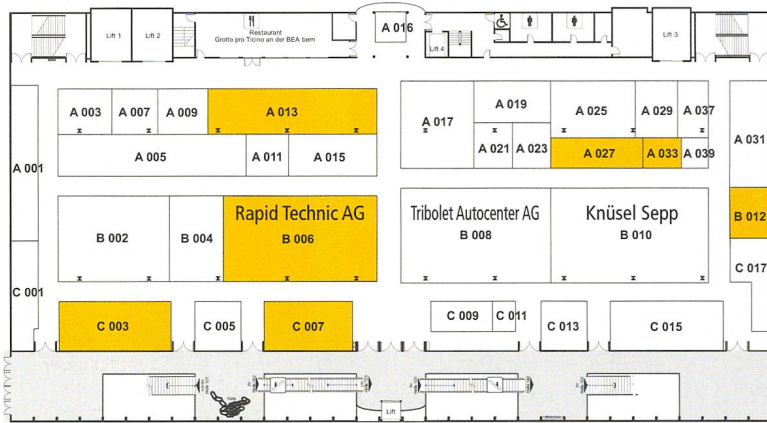 Restaurant
Grotto pro Ticino an der BEA bern
A 016
Lift 1
Lift 2
Lift 4
Lift 3
A 003
A 007
A 009
A 013
A 017
A 019
A 025
A 029
A 037
A 001
A 005
A 011
A 015
A 021
A 023
A 027
A 033
A 039
A 031
Rapid Technic AG
Tribolet Autocenter AG
Knüsel Sepp
B 002
B 004
B 006
B 008
B 010
B 012
C 001
C 017
C 003
C 005
C 007
C 009
C 011
C 013
C 015
Lift